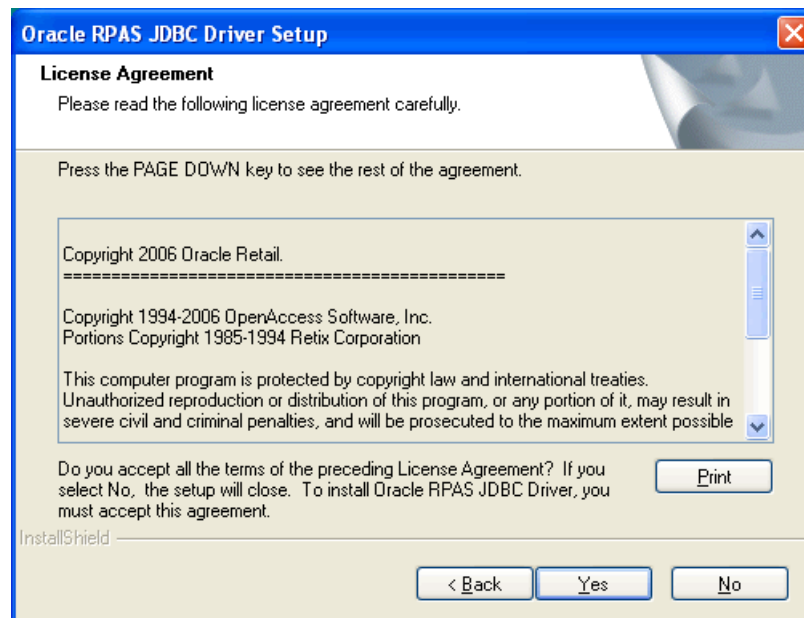 Oracle RPAS JDBC Driver Setup
License Agreement
Please read the following license agreement carefully.
Press the PAGE DOWN key to see the rest of the agreement.
Copyright 2006 Oracle Retail.
==============================================
Copyright 1994-2006 OpenAccess Software, Inc.
Portions Copyright 1985-1994 Retix Corporation
This computer program is protected by copyright law and international treaties.
Unauthorized reproduction or distribution of this program, or any portion of it, may result in
severe civil and criminal penalties, and will be prosecuted to the maximum extent possible
Do you accept all the terms of the preceding License Agreement?  If you
select No,  the setup will close.  To install Oracle RPAS JDBC Driver, you
must accept this agreement.
Print
InstallShield
< Back
Yes
No